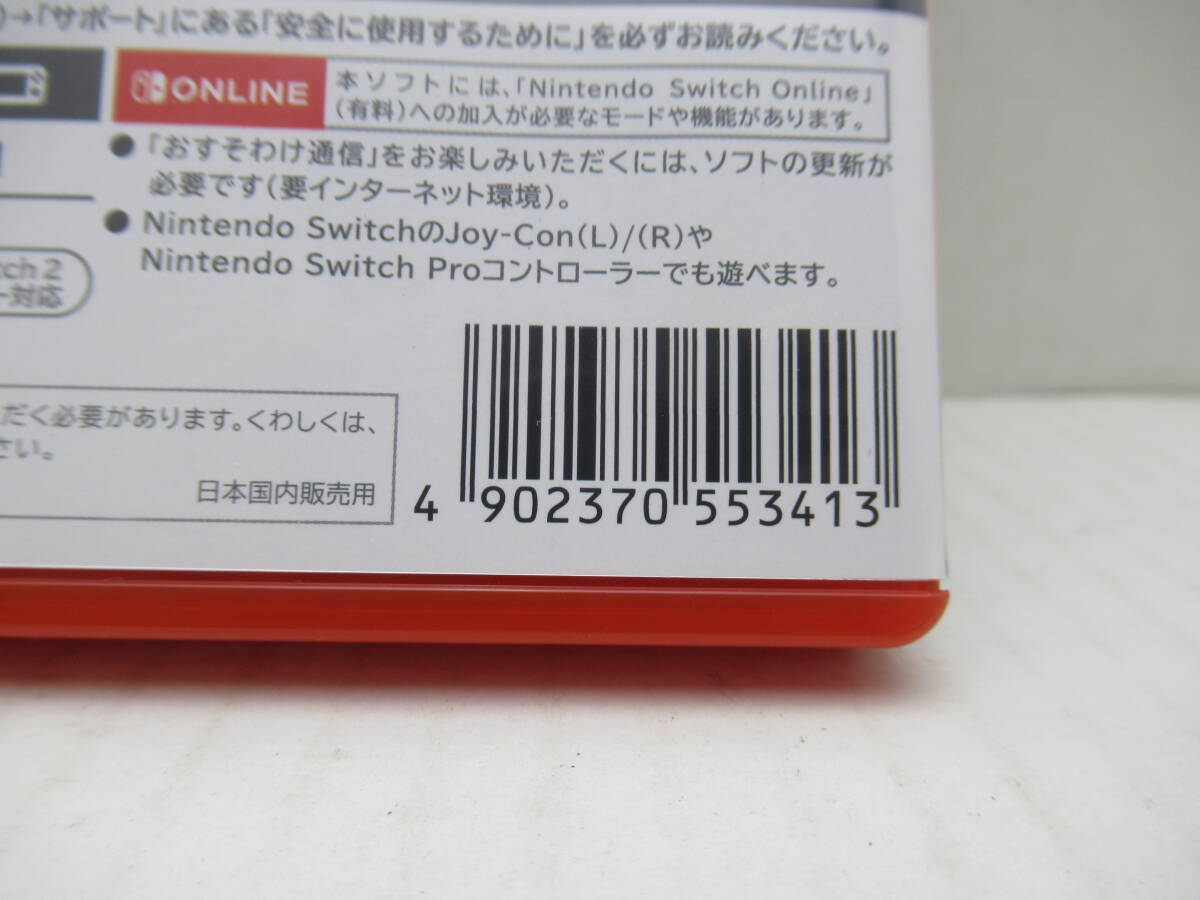 )→「サポート」にある「安全に使用するために」を必ずお読みください。
ONLINE
本ソフトには、「Nintendo Switch Online」
(有料)への加入が必要なモードや機能があります。
●「おすそわけ通信」をお楽しみいただくには、ソフトの更新が
必要です(要インターネット環境)。
● Nintendo SwitchのJoy-Con(L)/(R)や
Nintendo Switch Proコントローラーでも遊べます。
tch 2
ー対応
だく必要があります。くわしくは、
さい。
日本国内販売用
4 902370 553413